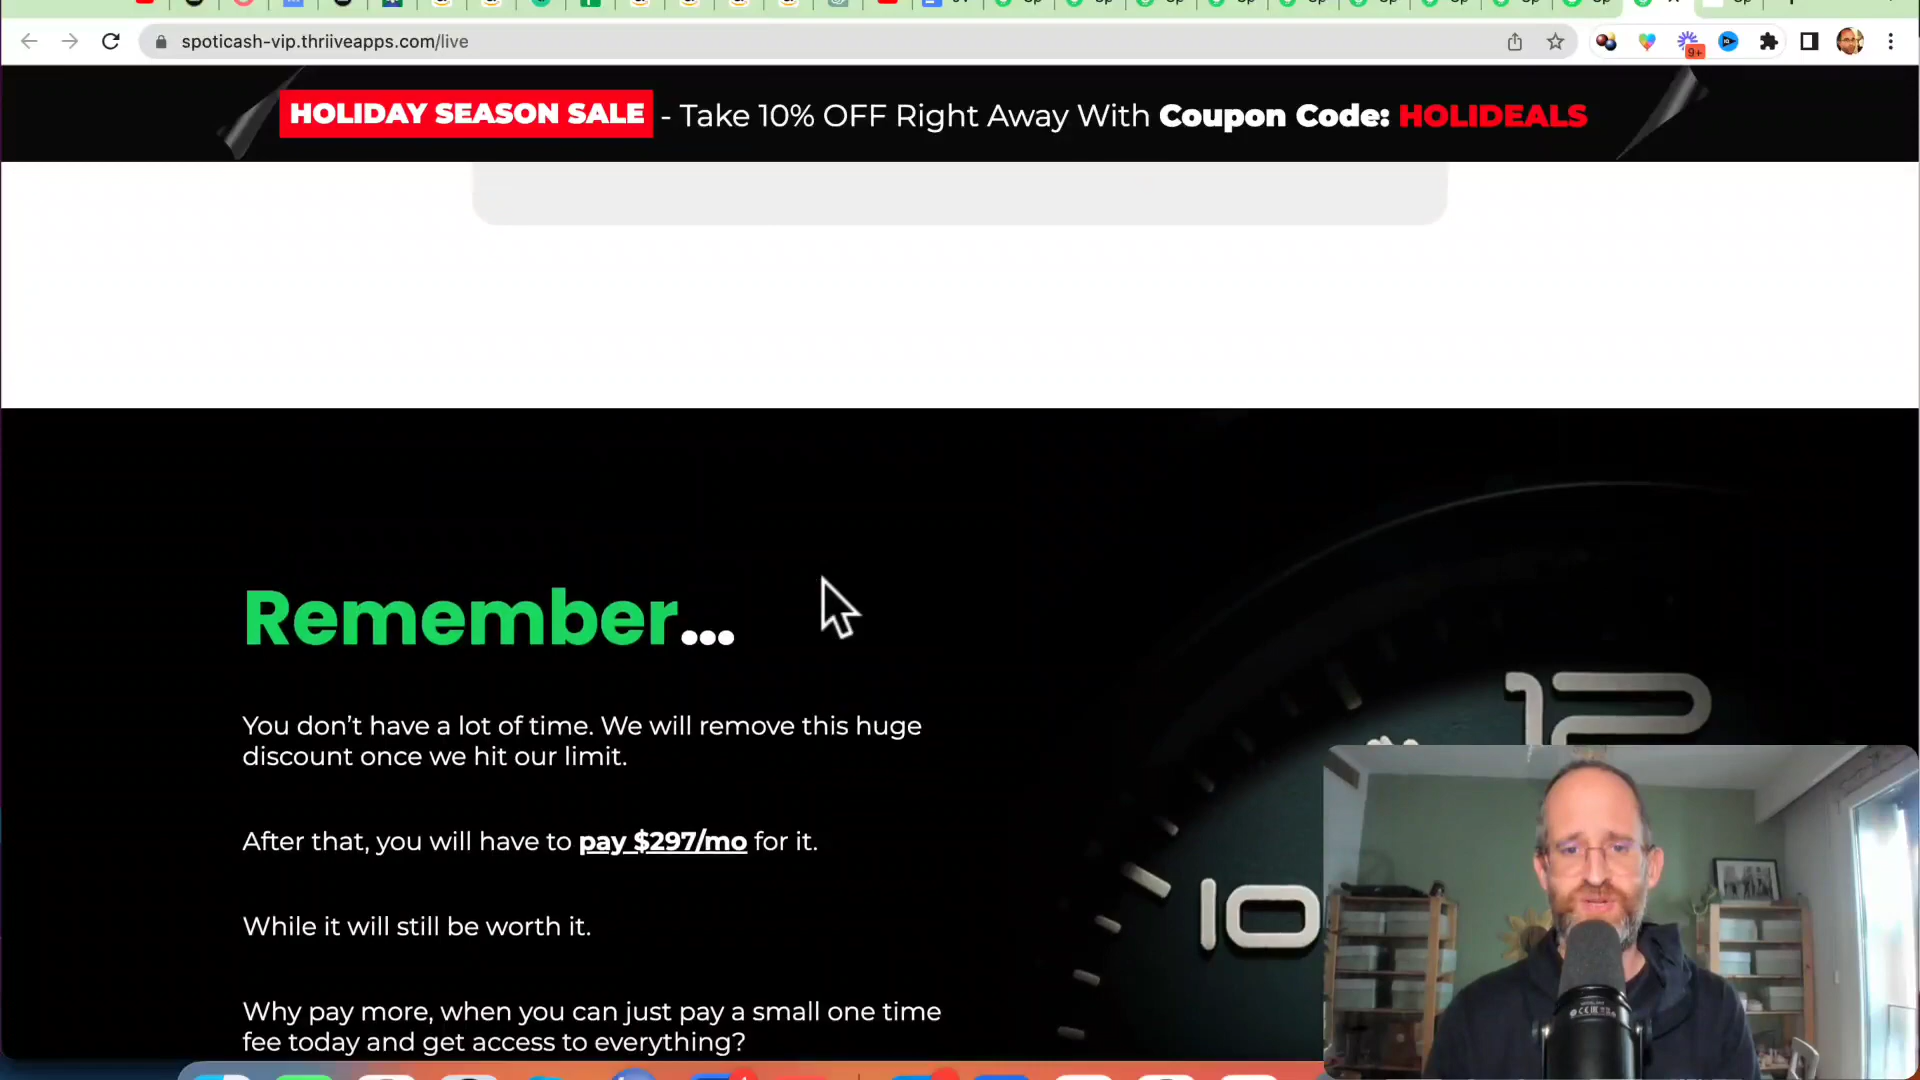 spoticash-vip.thriiveapps.com/live
9+
HOLIDAY SEASON SALE - Take 10% OFF Right Away With Coupon Code: HOLIDEALS
Remember...
You don’t have a lot of time. We will remove this huge
discount once we hit our limit.
After that, you will have to pay $297/mo for it.
While it will still be worth it.
Why pay more, when you can just pay a small one time
fee today and get access to everything?
12
10